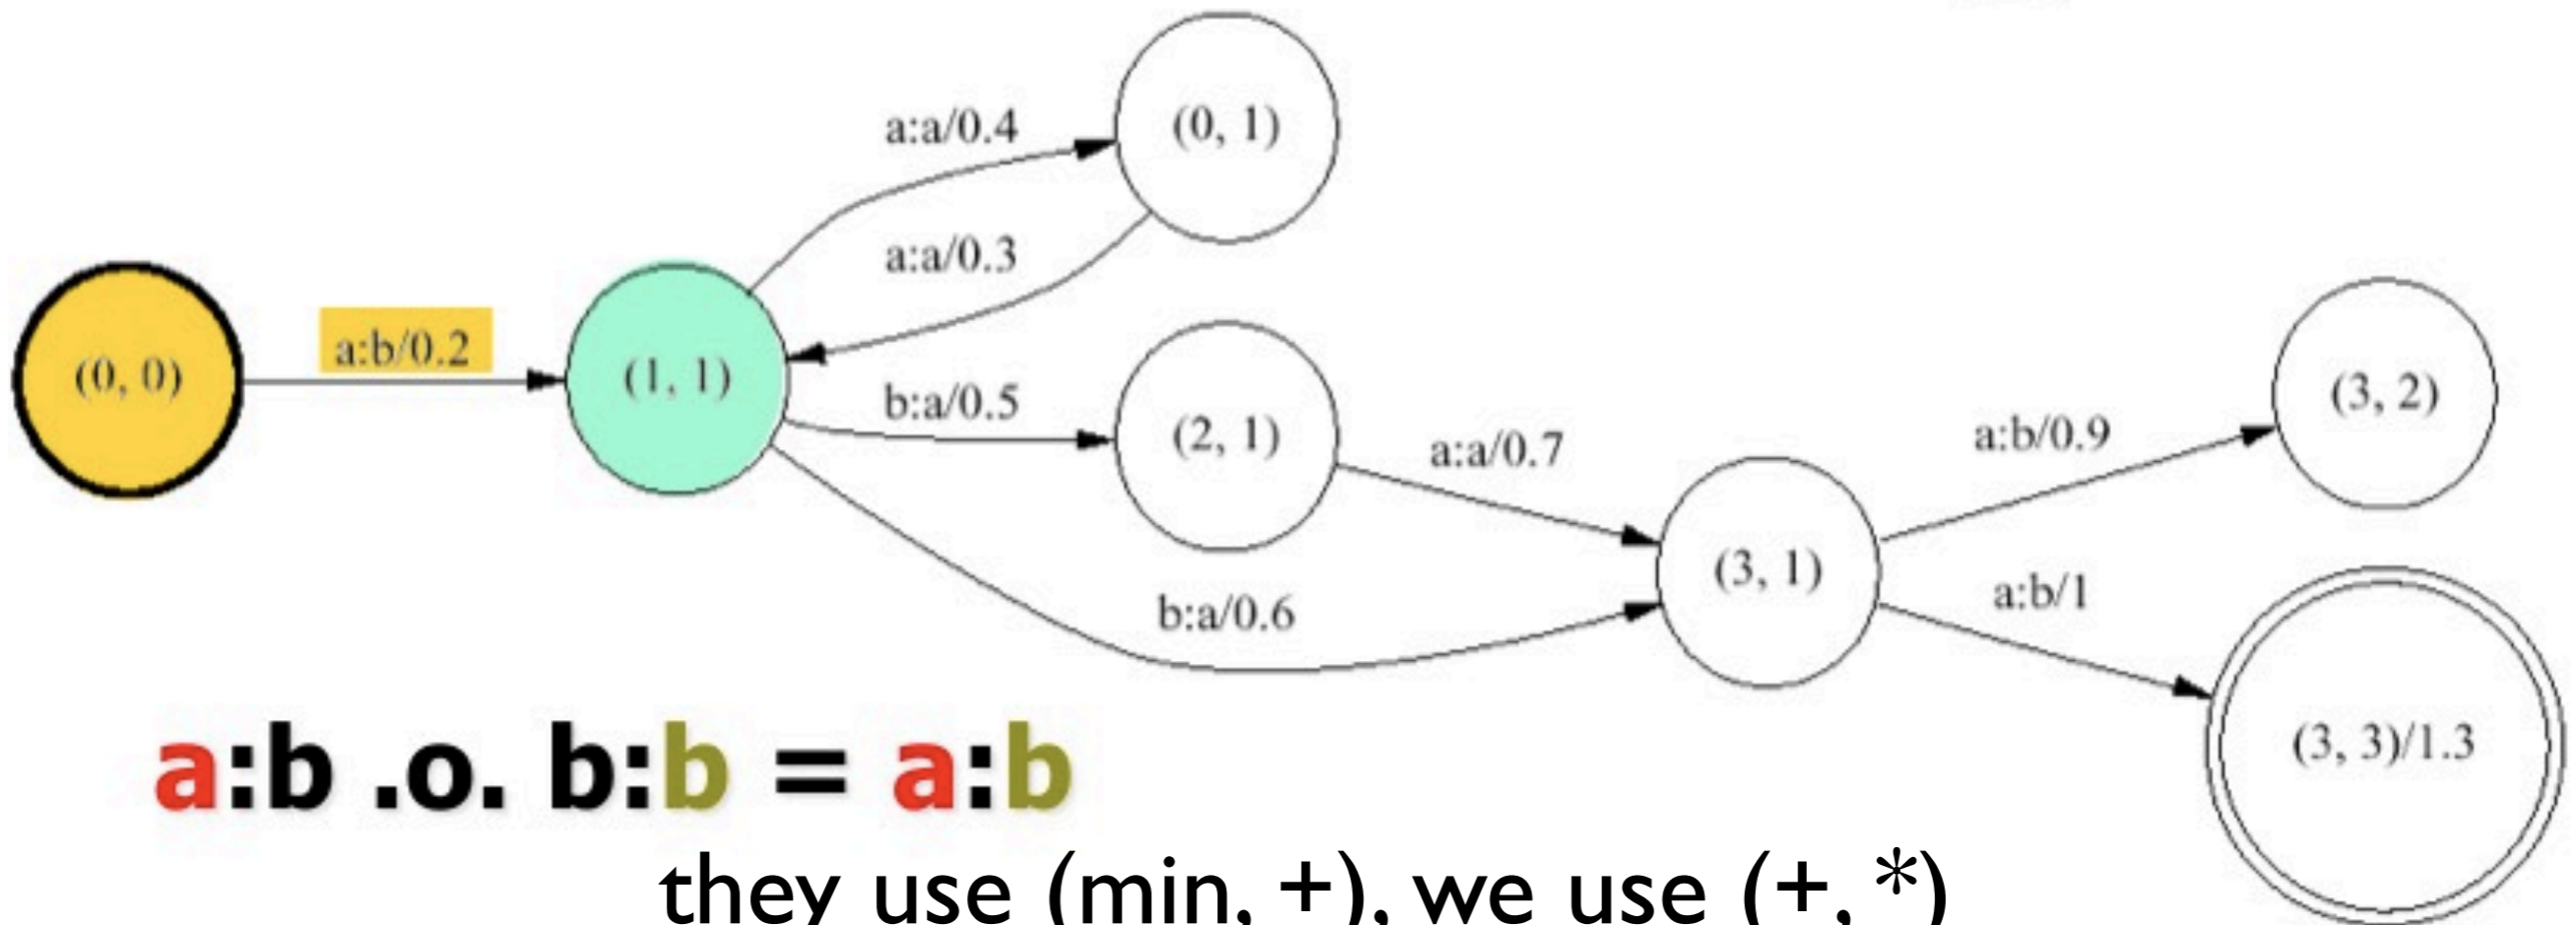 a:a/0.4
(0, 1)
a:a/0.3
(0, 0)
a:b/0.2
(1, 1)
b:a/0.5
(2, 1)
a:a/0.7
a:b/0.9
(3, 2)
b:a/0.6
(3, 1)
a:b/1
(3, 3)/1.3
a:b .o. b:b = a:b
they use (min, +), we use (+, *)